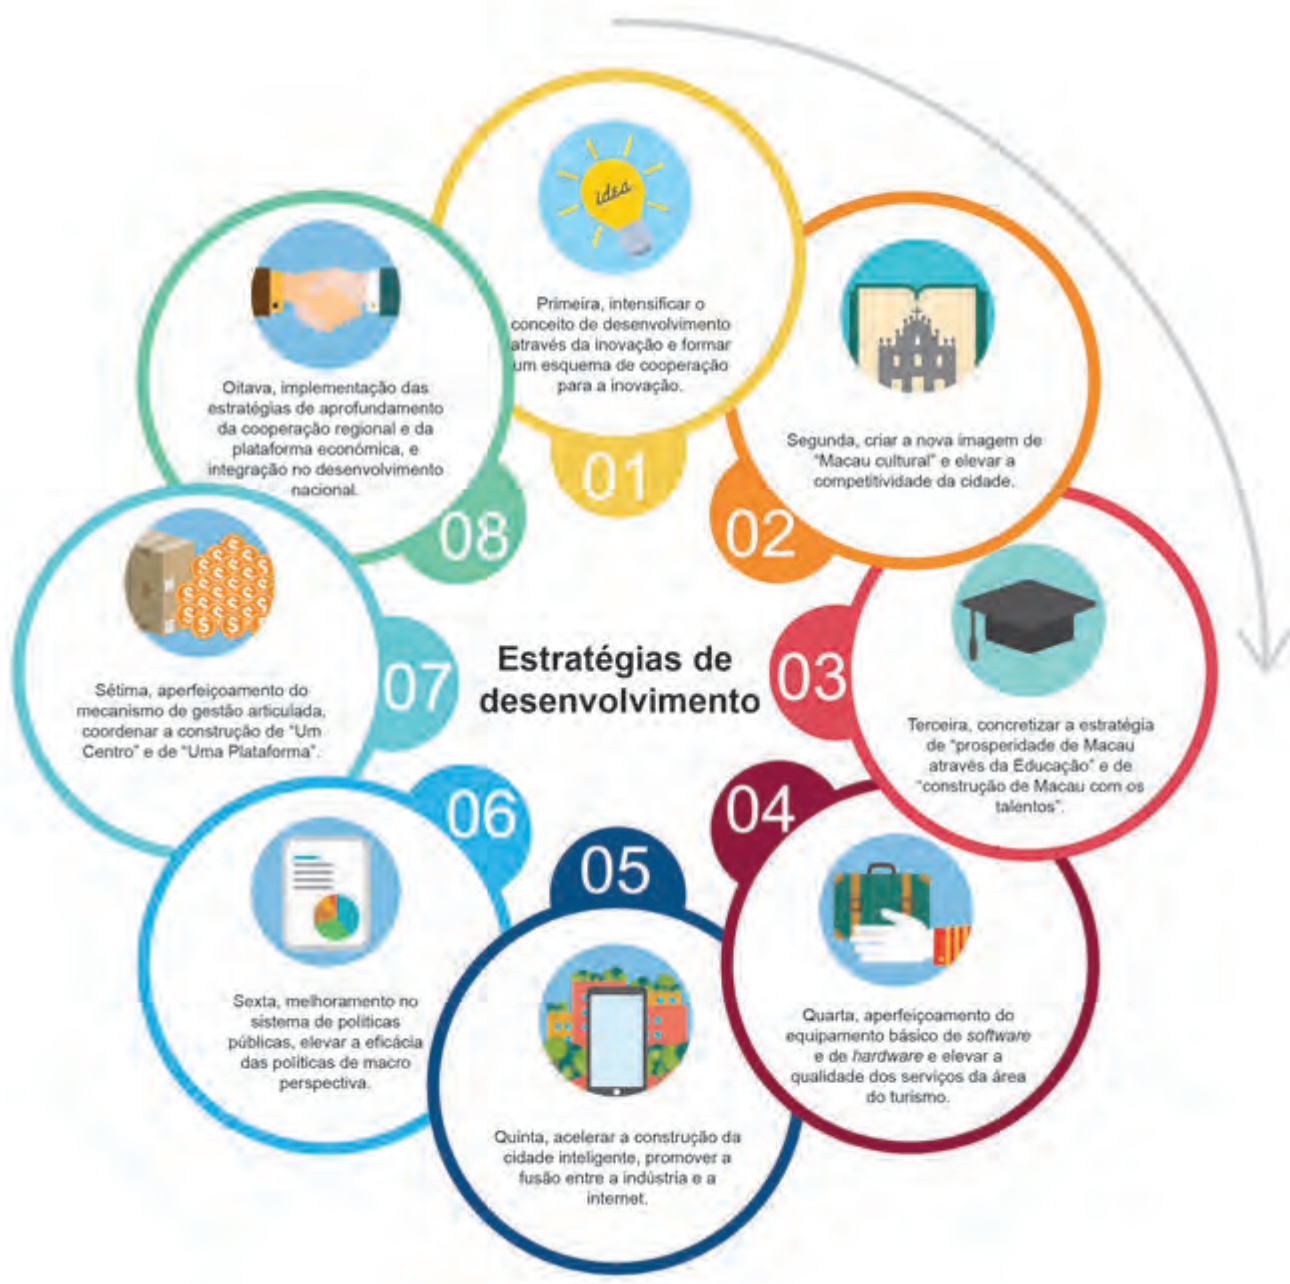 idea
Primeira, intensificar o
conceito de desenvolvimento
através da inovação e formar
um esquema de cooperação
para a inovação.
01
Segunda, criar a nova imagem de
“Macau cultural” e elevar a
competitividade da cidade.
02
Terceira, concretizar a estratégia
de “prosperidade de Macau
através da Educação” e de
“construção de Macau com os
talentos”.
03
Quarta, aperfeiçoamento do
equipamento básico de software
e de hardware e elevar a
qualidade dos serviços da área
do turismo.
04
Quinta, acelerar a construção da
cidade inteligente, promover a
fusão entre a indústria e a
internet.
05
Sexta, melhoramento no
sistema de políticas
públicas, elevar a eficácia
das políticas de macro
perspectiva.
06
Sétima, aperfeiçoamento do
mecanismo de gestão articulada,
coordenar a construção de “Um
Centro” e de “Uma Plataforma”.
07
Oitava, implementação das
estratégias de aprofundamento
da cooperação regional e da
plataforma económica, e
integração no desenvolvimento
nacional.
08
Estratégias de
desenvolvimento